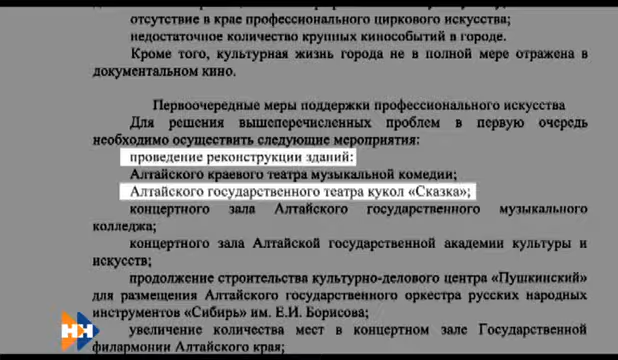 отсутствие в крае профессионального циркового искусства;
недостаточное количество крупных кинособытий в городе.
Кроме того, культурная жизнь города не в полной мере отражена в
документальном кино.
Первоочередные меры поддержки профессионального искусства
Для решения вышеперечисленных проблем в первую очередь
необходимо осуществить следующие мероприятия:
проведение реконструкции зданий:
Алтайского краевого театра музыкальной комедии;
Алтайского государственного театра кукол «Сказка»;
концертного зала Алтайского государственного музыкального
колледжа;
концертного зала Алтайской государственной академии культуры и
искусств;
продолжение строительства культурно-делового центра «Пушкинский»
для размещения Алтайского государственного оркестра русских народных
инструментов «Сибирь» им. Е.И. Борисова;
увеличение количества мест в концертном зале Государственной
филармонии Алтайского края;
НН